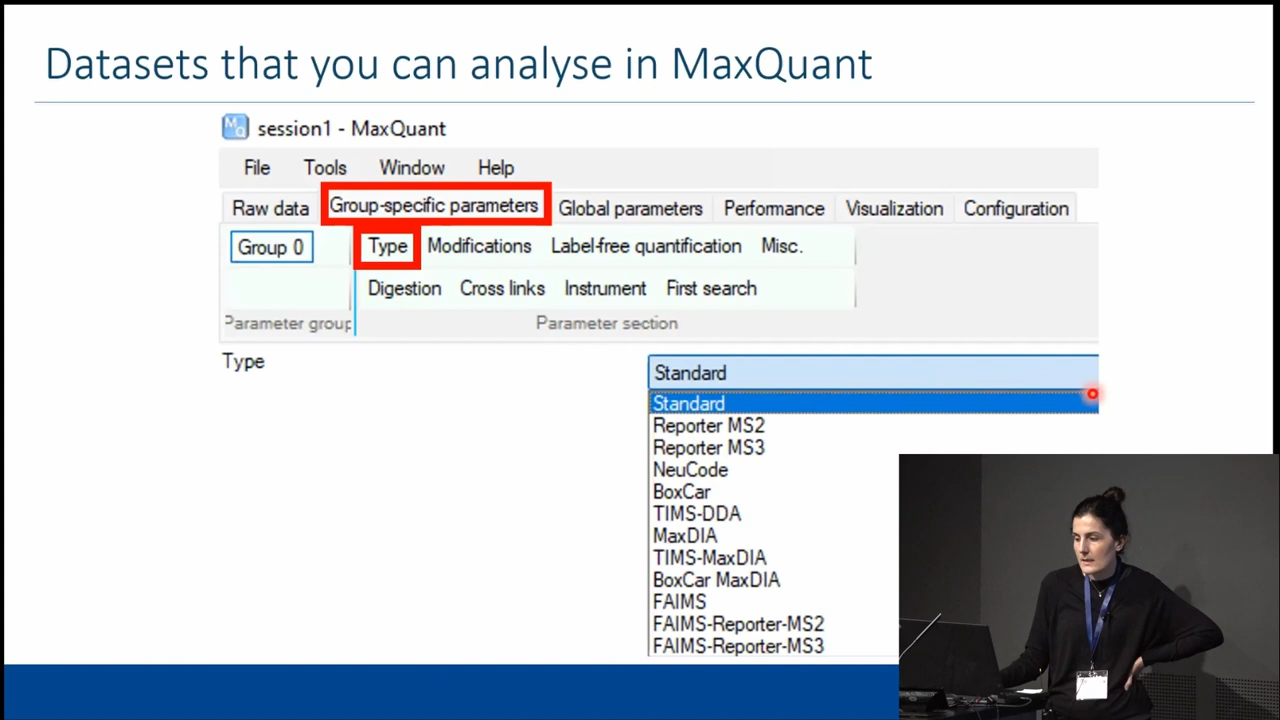 Datasets that you can analyse in MaxQuant
session1 - MaxQuant
File Tools Window Help
Raw data Group-specific parameters Global parameters Performance Visualization Configuration
Group 0 Type Modifications Label-free quantification Misc.
Digestion Cross links Instrument First search
Parameter group Parameter section
Type
Standard
Standard
Reporter MS2
Reporter MS3
NeuCode
BoxCar
TIMS-DDA
MaxDIA
TIMS-MaxDIA
BoxCar MaxDIA
FAIMS
FAIMS-Reporter-MS2
FAIMS-Reporter-MS3